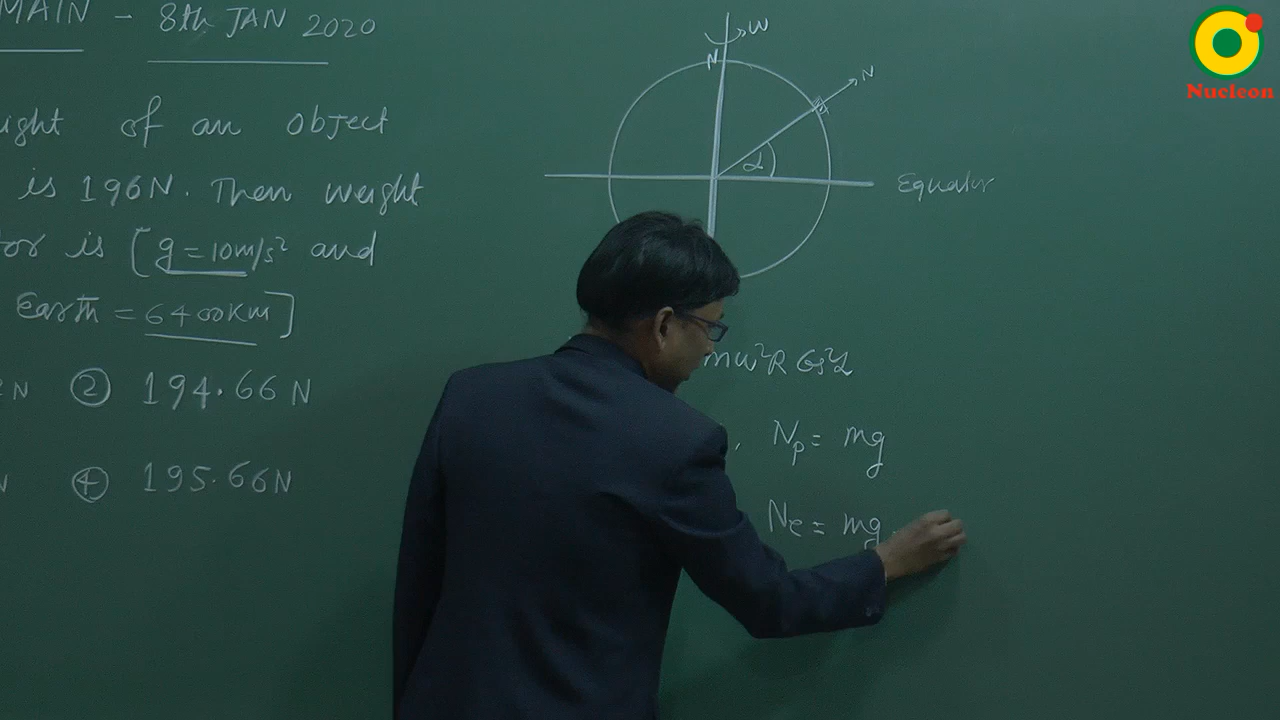 MAIN - 8th JAN 2020
ight of an object
is 196N. Then weight
or is [g=10m/s² and
Earth = 6400Km]
N ② 194.66N
N ④ 195.66N
ω
N
N
α
Equator
mω²R Cos²α
, Np = mg
Ne = mg -
Nucleon